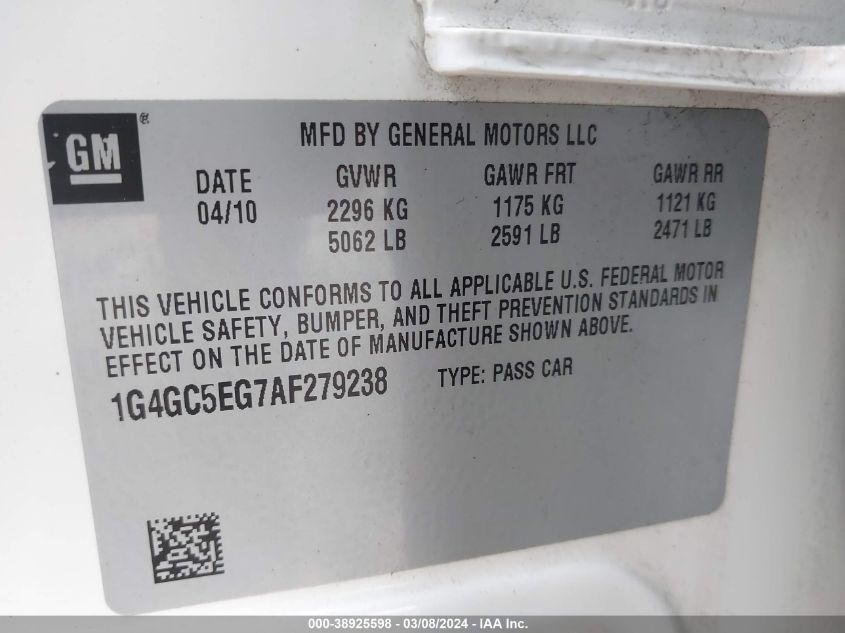 GM®
MFD BY GENERAL MOTORS LLC
DATE GVWR GAWR FRT GAWR RR
04/10 2296 KG 1175 KG 1121 KG
5062 LB 2591 LB 2471 LB
THIS VEHICLE CONFORMS TO ALL APPLICABLE U.S. FEDERAL MOTOR
VEHICLE SAFETY, BUMPER, AND THEFT PREVENTION STANDARDS IN
EFFECT ON THE DATE OF MANUFACTURE SHOWN ABOVE.
1G4GC5EG7AF279238 TYPE: PASS CAR
000-38925598 - 03/08/2024 - IAA Inc.